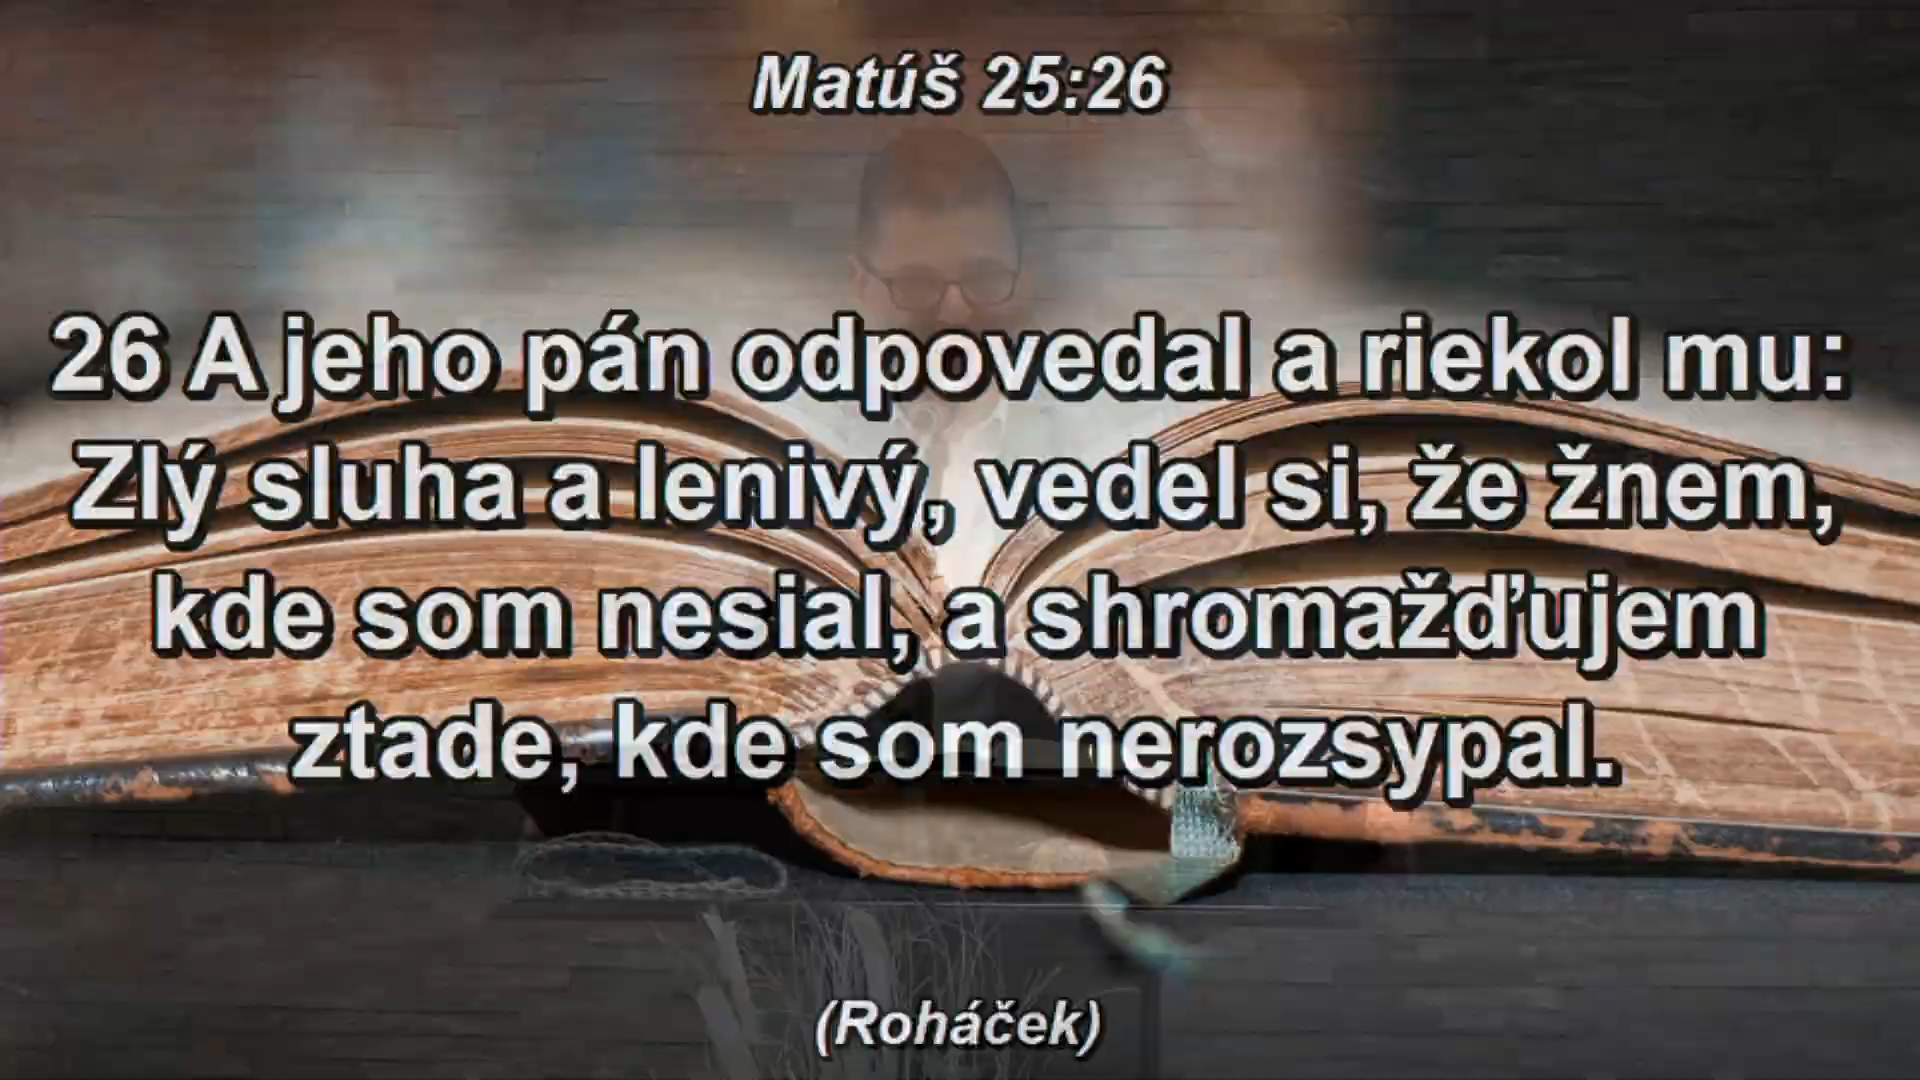 Matúš 25:26
26 A jeho pán odpovedal a riekol mu:
Zlý sluha a lenivý, vedel si, že žnem,
kde som nesial, a shromažďujem
ztade, kde som nerozsypal.
(Roháček)